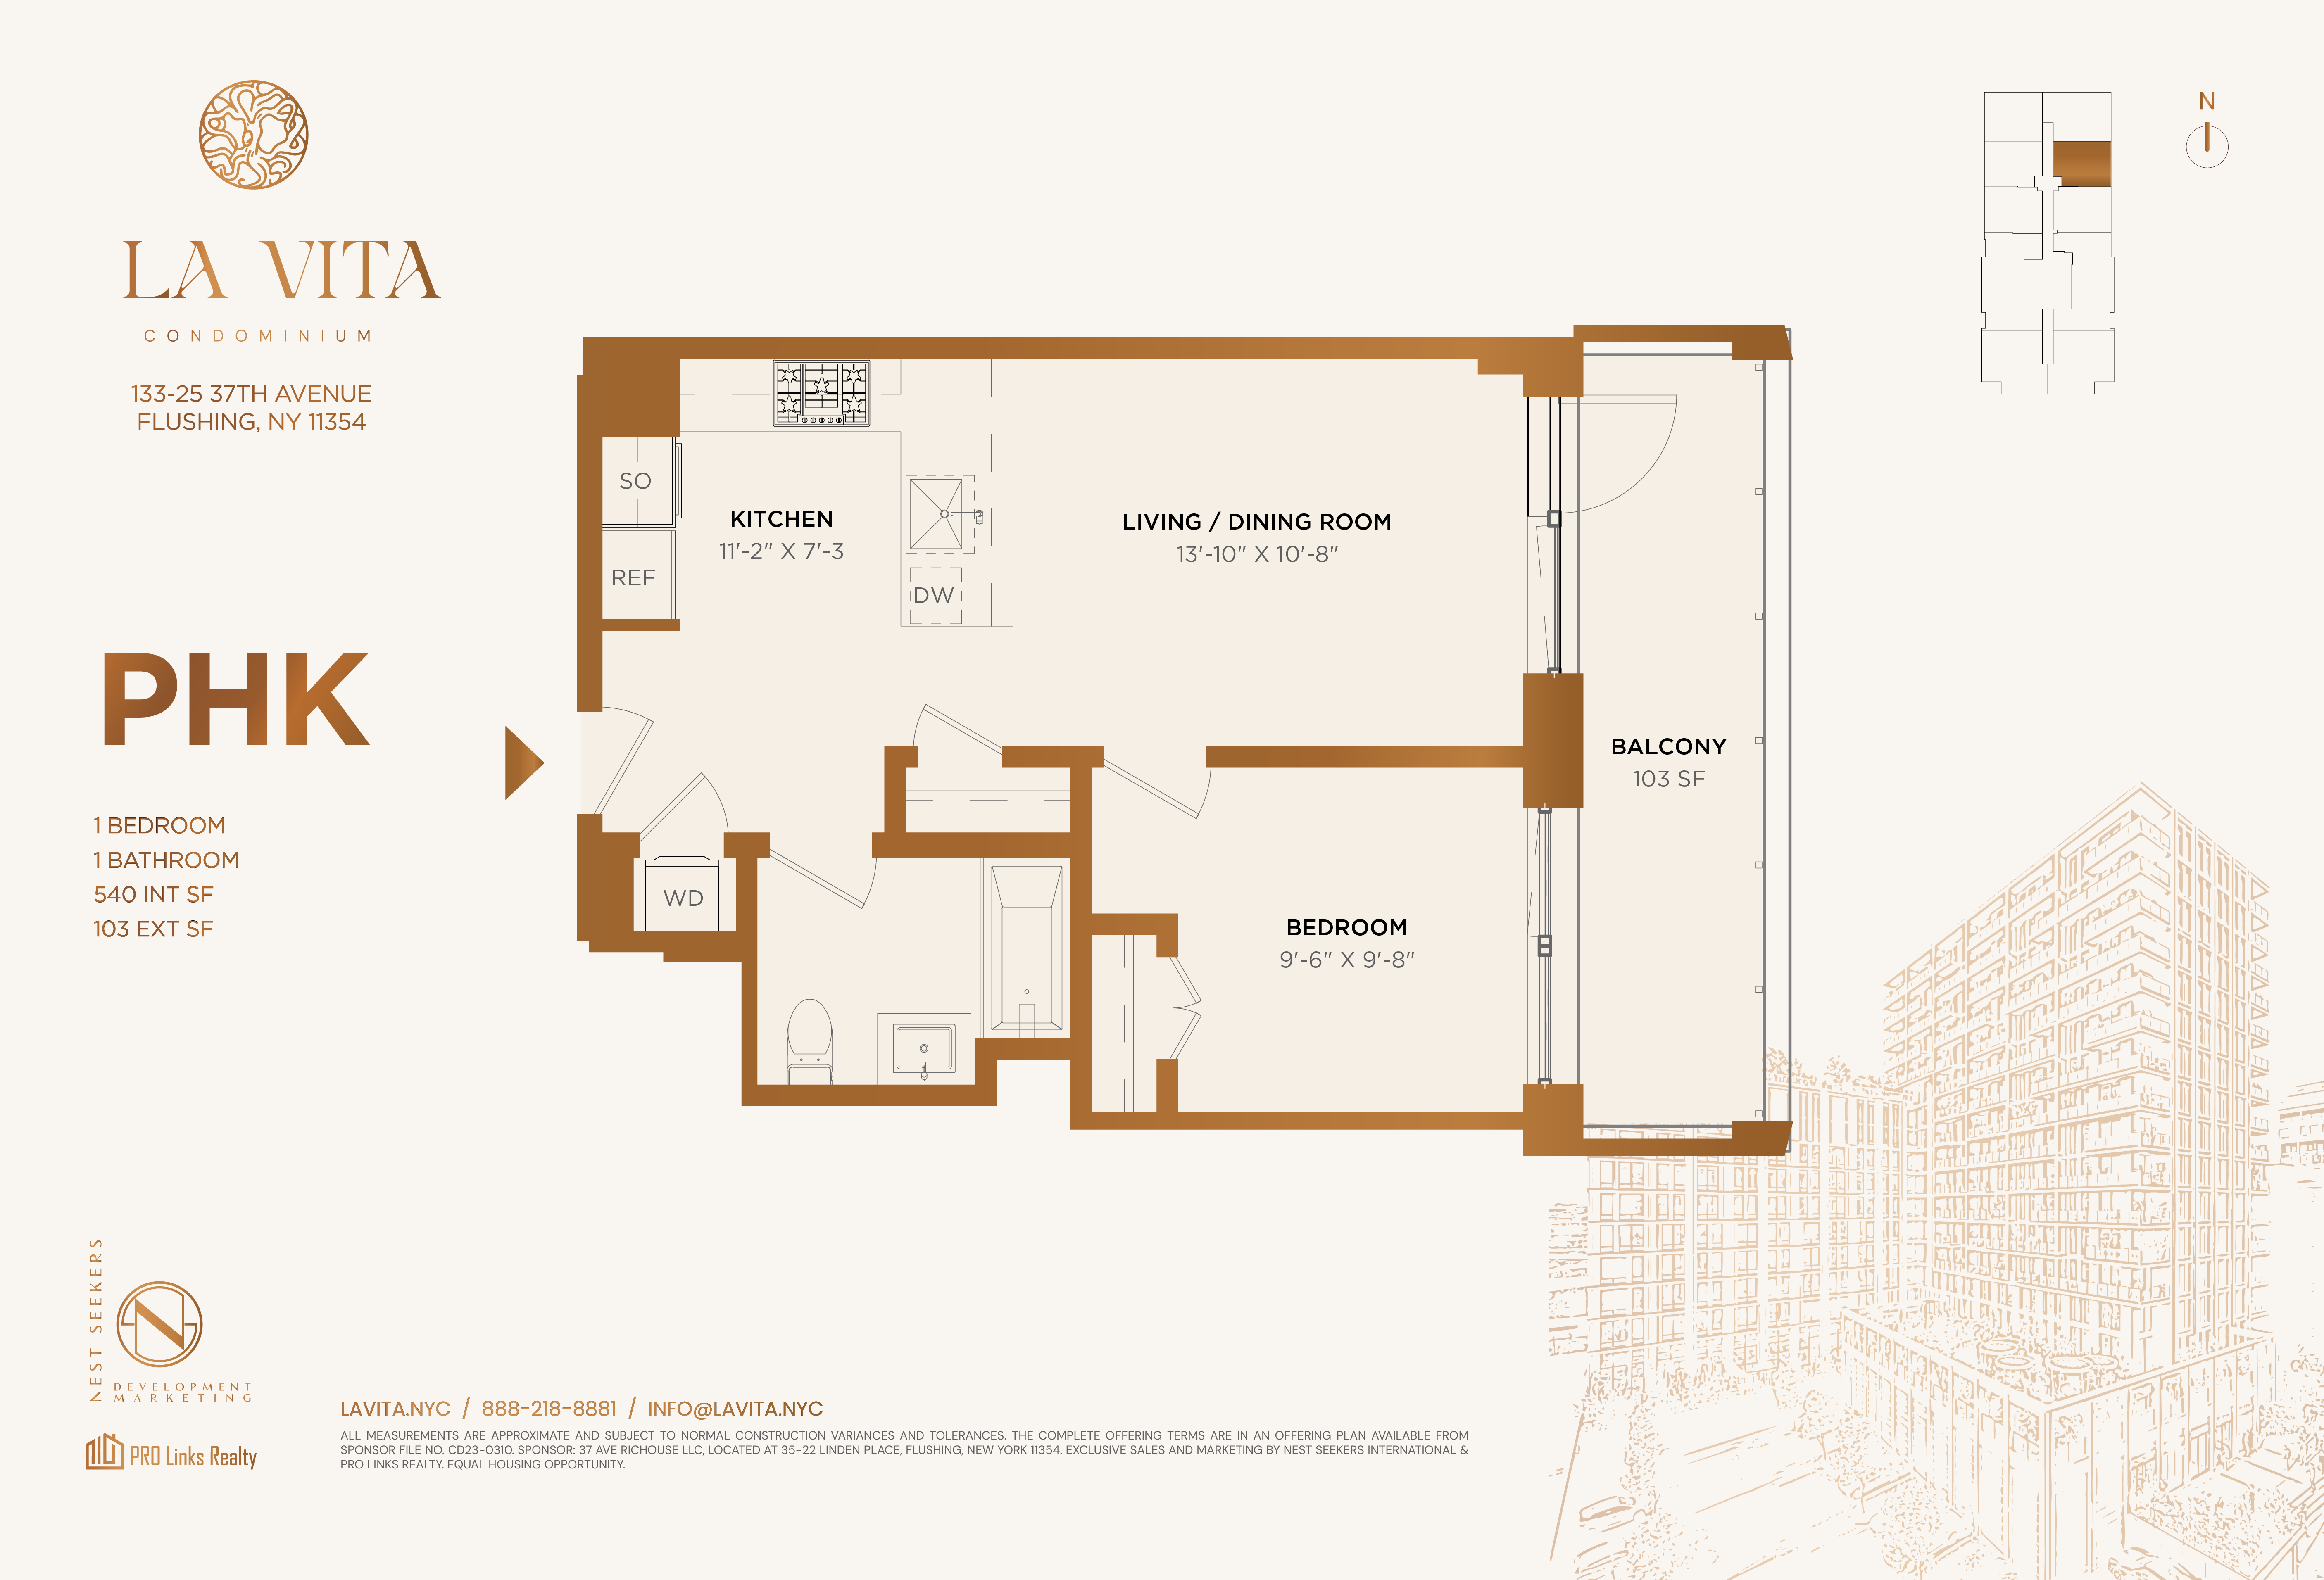 LA VITA
CONDOMINIUM
133-25 37TH AVENUE
FLUSHING, NY 11354
N
PHK
1 BEDROOM
1 BATHROOM
540 INT SF
103 EXT SF
SO
REF
KITCHEN
11'-2" X 7'-3
DW
LIVING / DINING ROOM
13'-10" X 10'-8"
BALCONY
103 SF
WD
BEDROOM
9'-6" X 9'-8"
NEST SEEKERS
N
DEVELOPMENT
MARKETING
PRO Links Realty
LAVITA.NYC / 888-218-8881 / INFO@LAVITA.NYC
ALL MEASUREMENTS ARE APPROXIMATE AND SUBJECT TO NORMAL CONSTRUCTION VARIANCES AND TOLERANCES. THE COMPLETE OFFERING TERMS ARE IN AN OFFERING PLAN AVAILABLE FROM
SPONSOR FILE NO. CD23-0310. SPONSOR: 37 AVE RICHOUSE LLC, LOCATED AT 35-22 LINDEN PLACE, FLUSHING, NEW YORK 11354. EXCLUSIVE SALES AND MARKETING BY NEST SEEKERS INTERNATIONAL &
PRO LINKS REALTY. EQUAL HOUSING OPPORTUNITY.